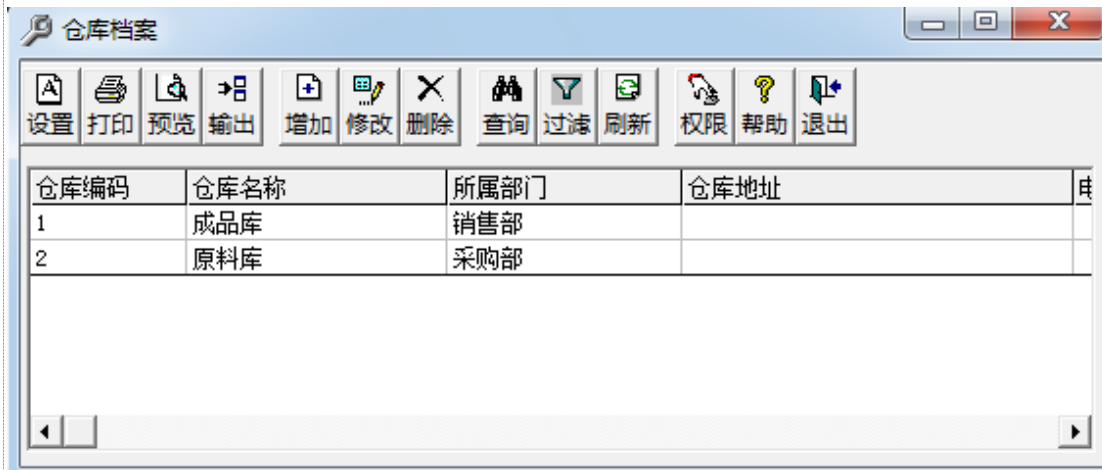 仓库档案
设置 打印 预览 输出 增加 修改 删除 查询 过滤 刷新 权限 帮助 退出
仓库编码 仓库名称 所属部门 仓库地址
1 成品库 销售部
2 原料库 采购部